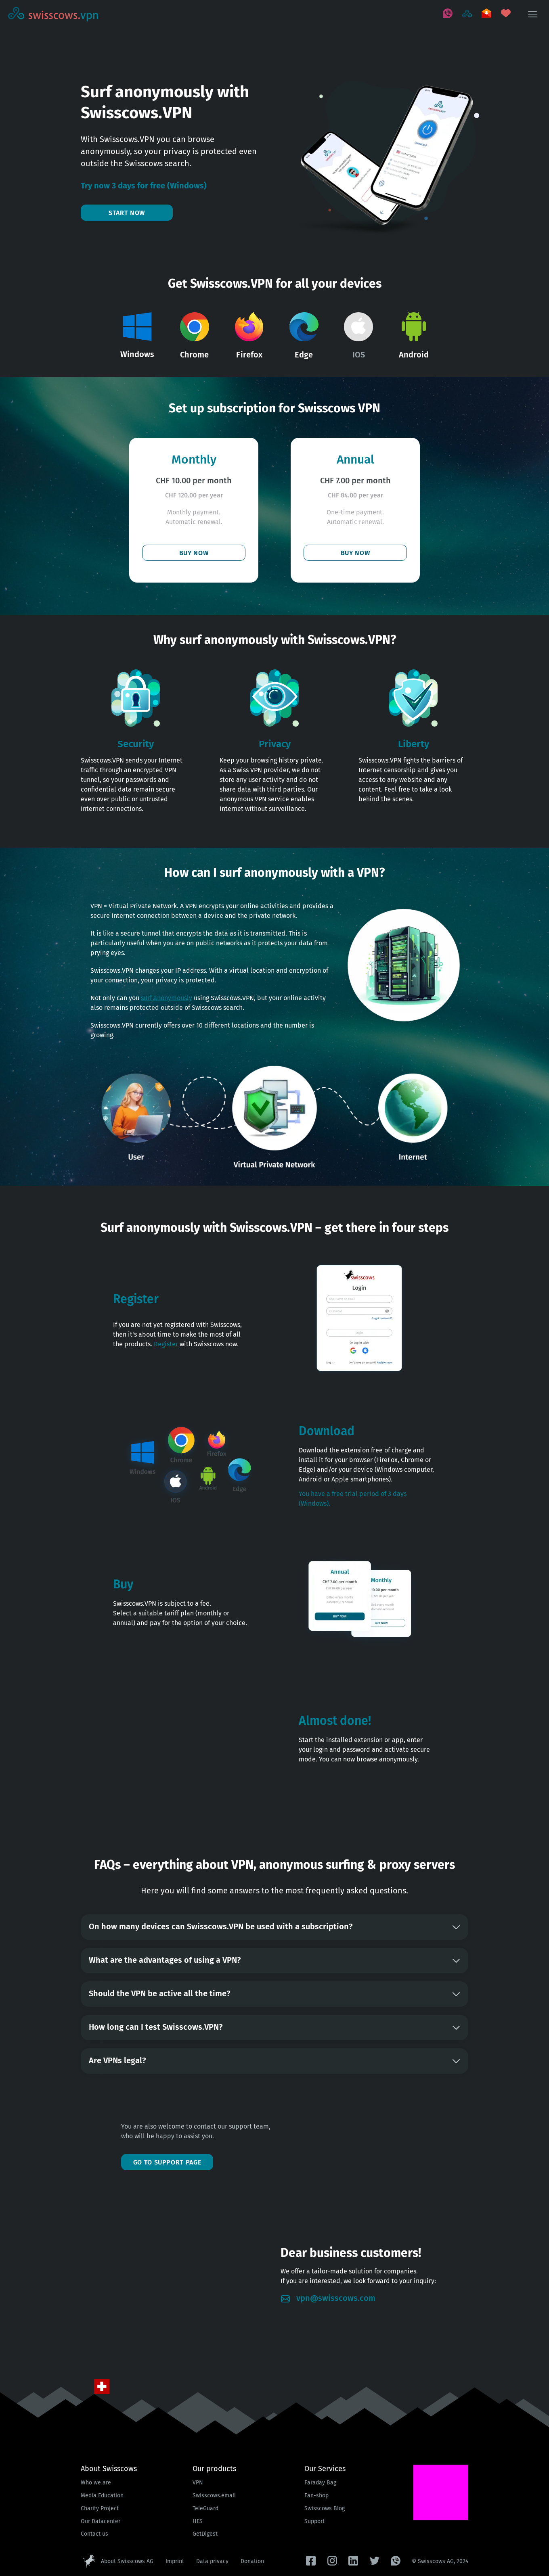 swisscows.vpn
Surf anonymously with
Swisscows.VPN
With Swisscows.VPN you can browse
anonymously, so your privacy is protected even
outside the Swisscows search.
Try now 3 days for free (Windows)
START NOW
Get Swisscows.VPN for all your devices
Windows
Chrome
Firefox
Edge
IOS
Android
Set up subscription for Swisscows VPN
Monthly
CHF 10.00 per month
CHF 120.00 per year
Monthly payment.
Automatic renewal.
BUY NOW
Annual
CHF 7.00 per month
CHF 84.00 per year
One-time payment.
Automatic renewal.
BUY NOW
Why surf anonymously with Swisscows.VPN?
Security
Swisscows.VPN sends your Internet
traffic through an encrypted VPN
tunnel, so your passwords and
confidential data remain secure
even over public or untrusted
Internet connections.
Privacy
Keep your browsing history private.
As a Swiss VPN provider, we do not
store any user activity and do not
share data with third parties. Our
anonymous VPN service enables
Internet without surveillance.
Liberty
Swisscows.VPN fights the barriers of
Internet censorship and gives you
access to any website and any
content. Feel free to take a look
behind the scenes.
How can I surf anonymously with a VPN?
VPN = Virtual Private Network. A VPN encrypts your online activities and provides a
secure Internet connection between a device and the private network.
It is like a secure tunnel that encrypts the data as it is transmitted. This is
particularly useful when you are on public networks as it protects your data from
prying eyes.
Swisscows.VPN changes your IP address. With a virtual location and encryption of
your connection, your privacy is protected.
Not only can you surf anonymously using Swisscows.VPN, but your online activity
also remains protected outside of Swisscows search.
Swisscows.VPN currently offers over 10 different locations and the number is
growing.
User
Virtual Private Network
Internet
Surf anonymously with Swisscows.VPN – get there in four steps
Register
If you are not yet registered with Swisscows,
then it's about time to make the most of all
the products. Register with Swisscows now.
swisscows
Login
Forgot password?
Or Log in with
Don't have an account? Register now
Windows
Chrome
Firefox
IOS
Android
Edge
Download
Download the extension free of charge and
install it for your browser (FireFox, Chrome or
Edge) and/or your device (Windows computer,
Android or Apple smartphones).
You have a free trial period of 3 days
(Windows).
Buy
Swisscows.VPN is subject to a fee.
Select a suitable tariff plan (monthly or
annual) and pay for the option of your choice.
Annual
CHF 7.00 per month
BUY NOW
Monthly
10.00 per month
BUY NOW
Almost done!
Start the installed extension or app, enter
your login and password and activate secure
mode. You can now browse anonymously.
FAQs – everything about VPN, anonymous surfing & proxy servers
Here you will find some answers to the most frequently asked questions.
On how many devices can Swisscows.VPN be used with a subscription?
What are the advantages of using a VPN?
Should the VPN be active all the time?
How long can I test Swisscows.VPN?
Are VPNs legal?
You are also welcome to contact our support team,
who will be happy to assist you.
GO TO SUPPORT PAGE
Dear business customers!
We offer a tailor-made solution for companies.
If you are interested, we look forward to your inquiry:
vpn@swisscows.com
About Swisscows
Who we are
Media Education
Charity Project
Our Datacenter
Contact us
Our products
VPN
Swisscows.email
TeleGuard
HES
GetDigest
Our Services
Faraday Bag
Fan-shop
Swisscows Blog
Support
About Swisscows AG
Imprint
Data privacy
Donation
© Swisscows AG, 2024